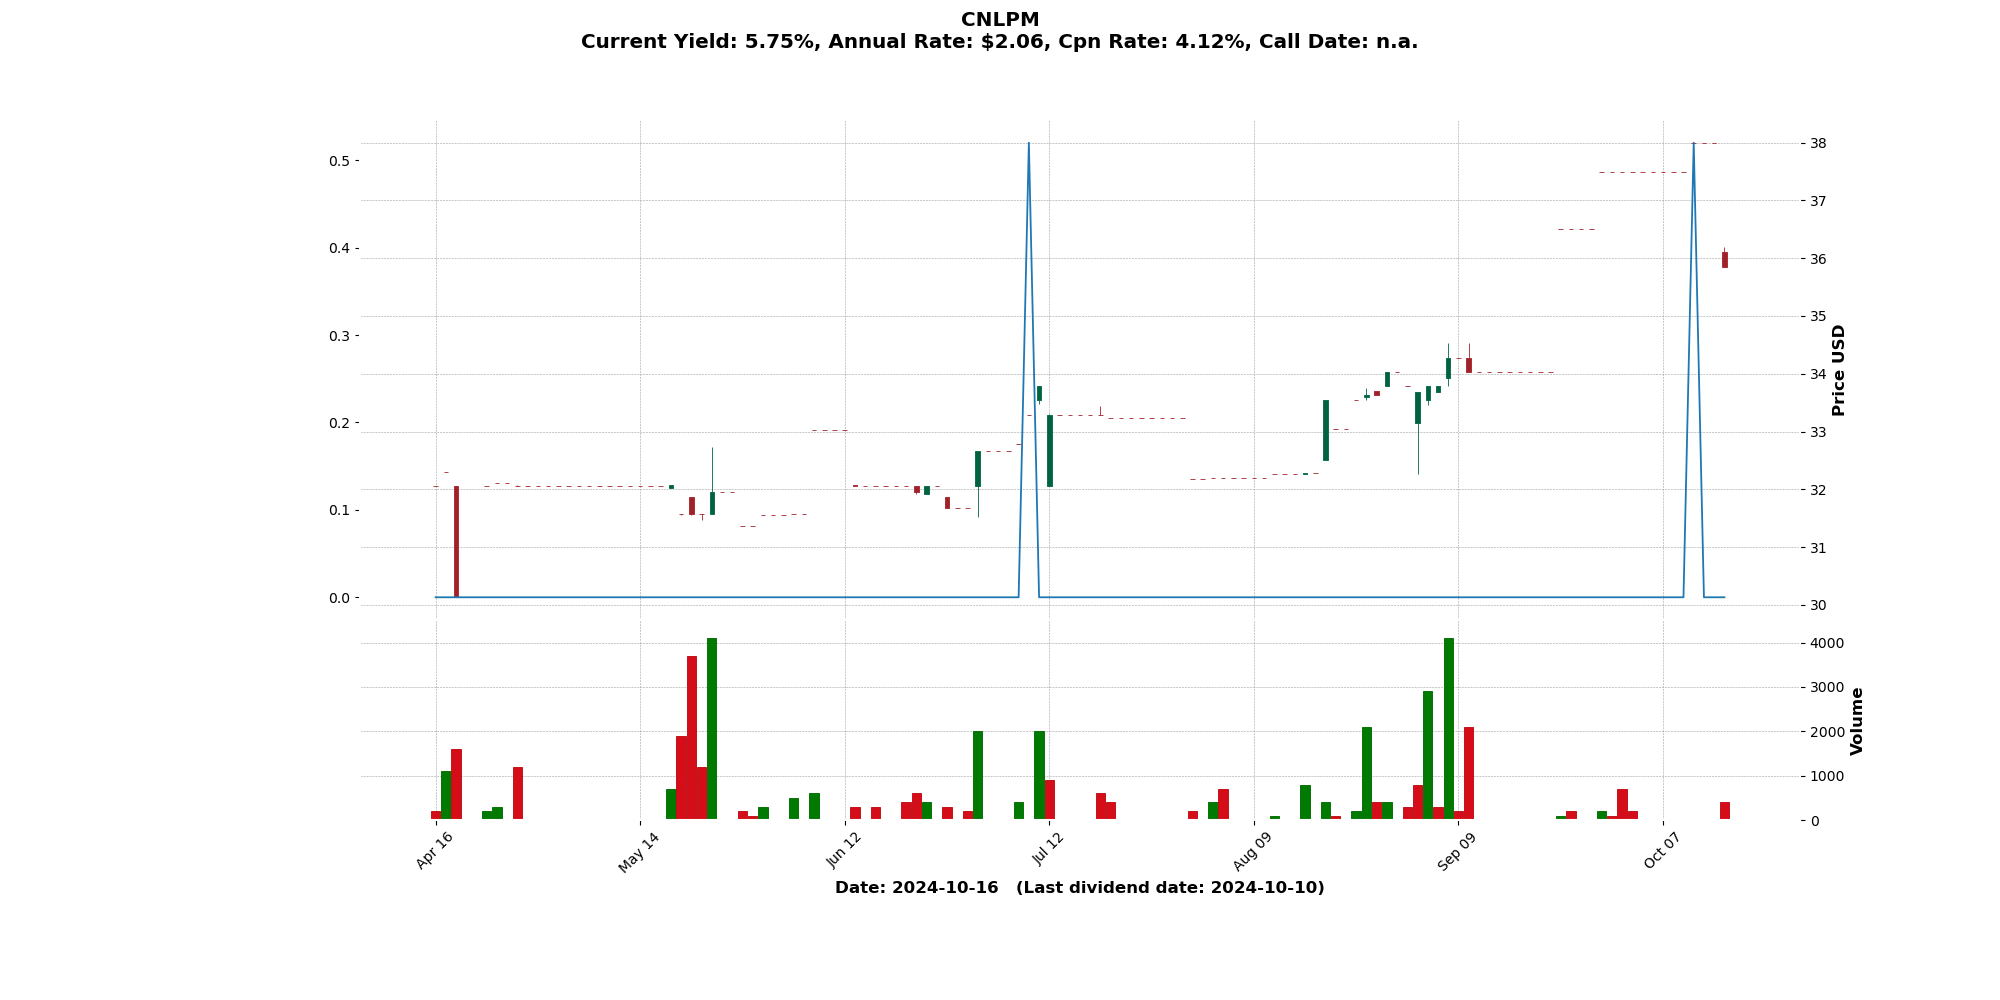 CNLPM
Current Yield: 5.75%, Annual Rate: $2.06, Cpn Rate: 4.12%, Call Date: n.a.
0.5
0.4
0.3
0.2
0.1
0.0
38
37
36
35
34
33
32
31
30
Price USD
4000
3000
2000
1000
0
Volume
Apr 16
May 14
Jun 12
Jul 12
Aug 09
Sep 09
Oct 07
Date: 2024-10-16   (Last dividend date: 2024-10-10)